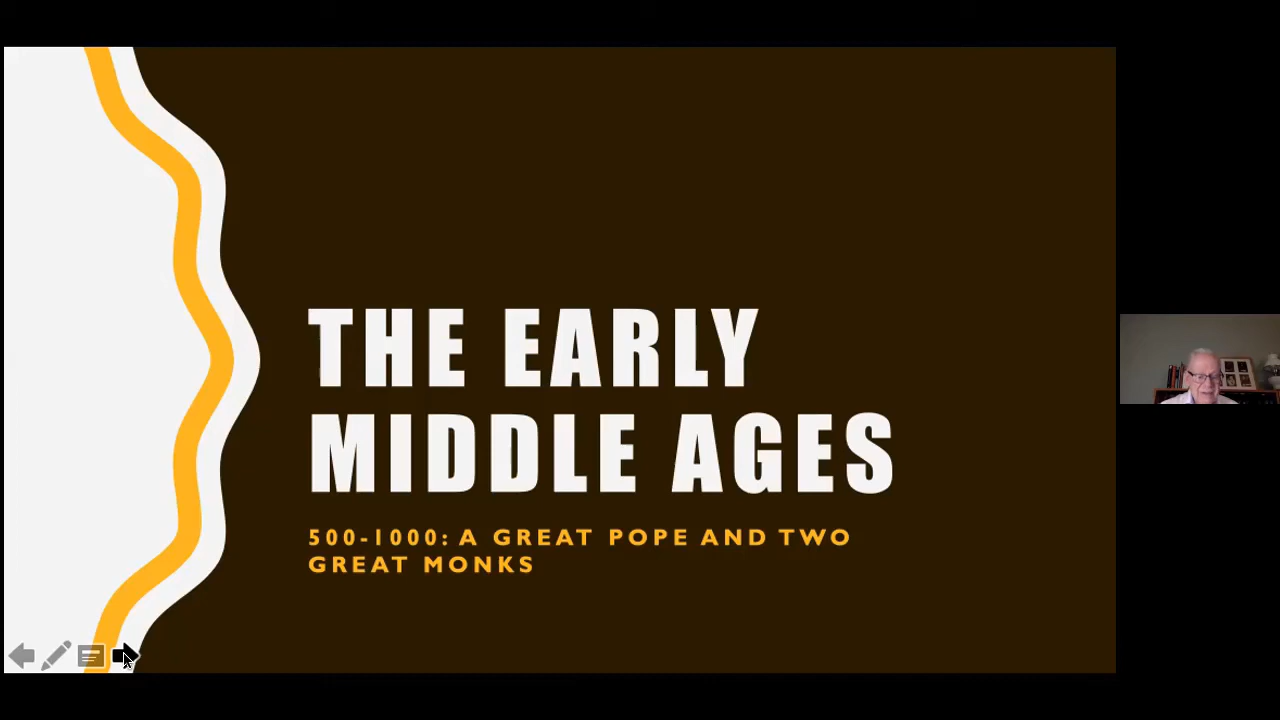 THE EARLY
MIDDLE AGES
500-1000: A GREAT POPE AND TWO
GREAT MONKS